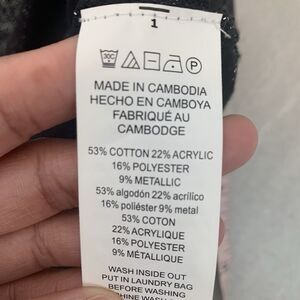 1
MADE IN CAMBODIA
HECHO EN CAMBOYA
FABRIQUÉ AU
CAMBODGE
53% COTTON 22% ACRYLIC
16% POLYESTER
9% METALLIC
53% algodón 22% acrílico
16% poliéster 9% metal
53% COTON
22% ACRYLIQUE
16% POLYESTER
9% MÉTALLIQUE
WASH INSIDE OUT
PUT IN LAUNDRY BAG
BEFORE WASHING